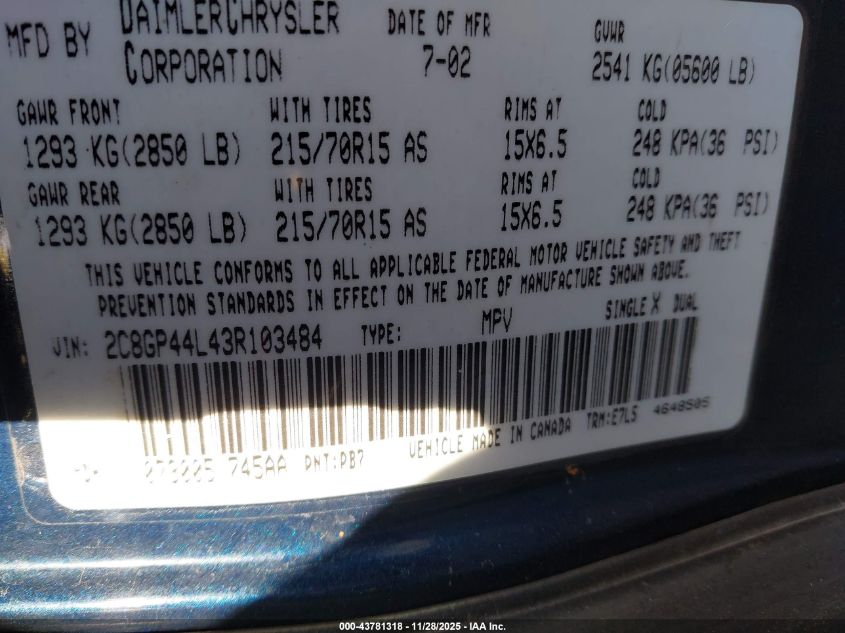 MFD BY DAIMLERCHRYSLER CORPORATION DATE OF MFR 7-02 GVWR 2541 KG(05600 LB)
GAWR FRONT WITH TIRES RIMS AT COLD
1293 KG(2850 LB) 215/70R15 AS 15X6.5 248 KPA(36 PSI)
GAWR REAR WITH TIRES RIMS AT COLD
1293 KG(2850 LB) 215/70R15 AS 15X6.5 248 KPA(36 PSI)
THIS VEHICLE CONFORMS TO ALL APPLICABLE FEDERAL MOTOR VEHICLE SAFETY AND THEFT
PREVENTION STANDARDS IN EFFECT ON THE DATE OF MANUFACTURE SHOWN ABOVE.
VIN: 2C8GP44L43R103484 TYPE: MPV SINGLE X DUAL
073005 745AA PNT:PB7 VEHICLE MADE IN CANADA TRM:E7L5 4648505
000-43781318 - 11/28/2025 - IAA Inc.